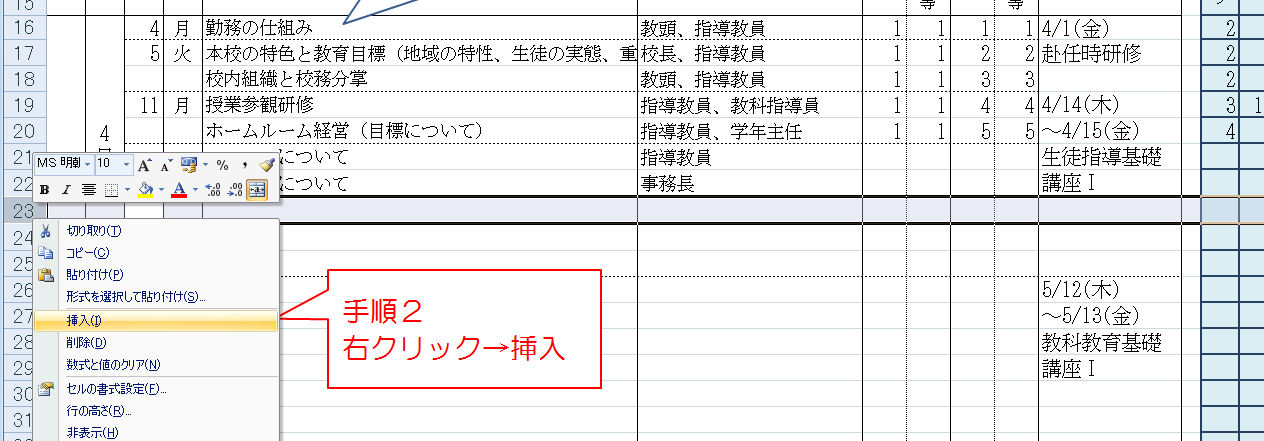 15 等 等
16 4 月 勤務の仕組み 教頭、指導教員 1 1 1 1 4/1(金) 2
17 5 火 本校の特色と教育目標（地域の特性、生徒の実態、重 校長、指導教員 1 1 2 2 赴任時研修 2
18 校内組織と校務分掌 教頭、指導教員 1 1 3 3 2
19 11 月 授業参観研修 指導教員、教科指導員 1 1 4 4 4/14(木) 3 1
20 4 ホームルーム経営（目標について） 指導教員、学年主任 1 1 5 5 ～4/15(金) 4
21 について 指導教員 生徒指導基礎
22 について 事務長 講座Ⅰ
MS 明朝 10 A A % ,
B I A .00 .00 a
23
24
25
26 5/12(木)
27 ～5/13(金)
28 教科教育基礎
29 講座Ⅰ
30
31
切り取り(T)
コピー(C)
貼り付け(P)
形式を選択して貼り付け(S)...
挿入(I)
削除(D)
数式と値のクリア(N)
セルの書式設定(F)...
行の高さ(R)...
非表示(H)
手順２
右クリック→挿入